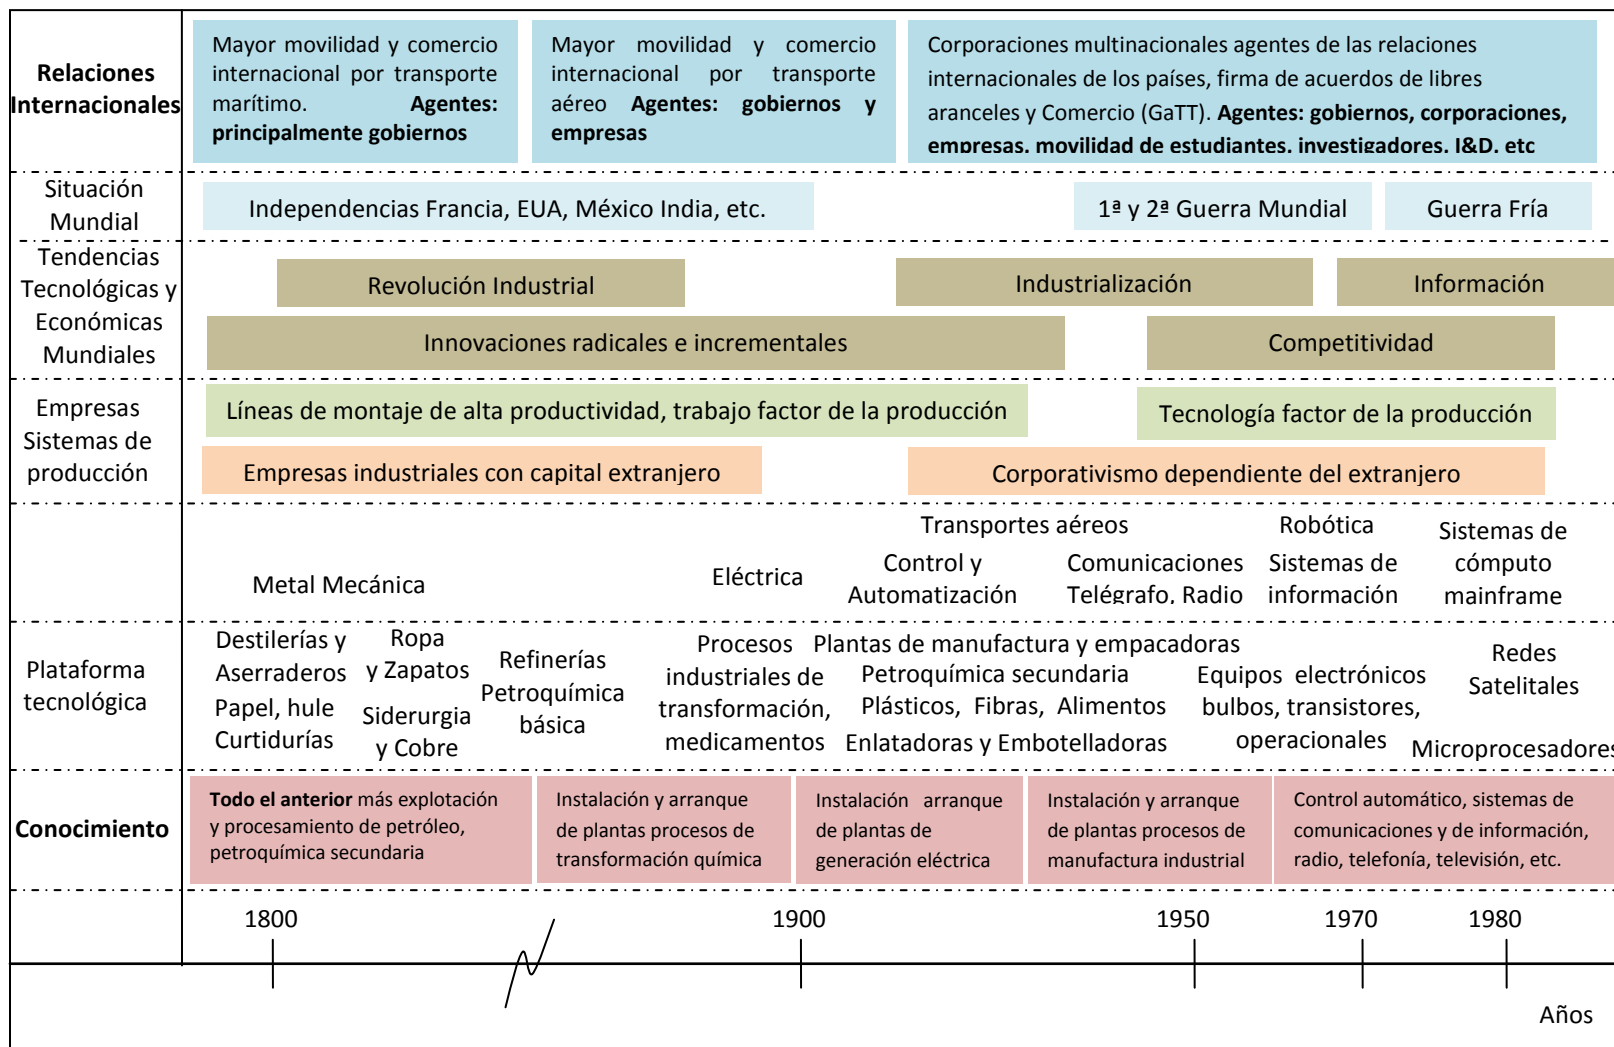 Relaciones
Internacionales
Mayor movilidad y comercio
internacional por transporte
marítimo. Agentes:
principalmente gobiernos
Mayor movilidad y comercio
internacional por transporte
aéreo Agentes: gobiernos y
empresas
Corporaciones multinacionales agentes de las relaciones
internacionales de los países, firma de acuerdos de libres
aranceles y Comercio (GaTT). Agentes: gobiernos, corporaciones,
empresas, movilidad de estudiantes, investigadores, I&D, etc
Situación
Mundial
Independencias Francia, EUA, México India, etc.
1ª y 2ª Guerra Mundial
Guerra Fría
Tendencias
Tecnológicas y
Económicas
Mundiales
Revolución Industrial
Industrialización
Información
Innovaciones radicales e incrementales
Competitividad
Empresas
Sistemas de
producción
Líneas de montaje de alta productividad, trabajo factor de la producción
Tecnología factor de la producción
Empresas industriales con capital extranjero
Corporativismo dependiente del extranjero
Metal Mecánica
Eléctrica
Transportes aéreos
Control y
Automatización
Comunicaciones
Telégrafo, Radio
Robótica
Sistemas de
información
Sistemas de
cómputo
mainframe
Plataforma
tecnológica
Destilerías y
Aserraderos
Papel, hule
Curtidurías
Ropa
y Zapatos
Siderurgia
y Cobre
Refinerías
Petroquímica
básica
Procesos
industriales de
transformación,
medicamentos
Plantas de manufactura y empacadoras
Petroquímica secundaria
Plásticos, Fibras, Alimentos
Enlatadoras y Embotelladoras
Equipos electrónicos
bulbos, transistores,
operacionales
Redes
Satelitales
Microprocesadores
Conocimiento
Todo el anterior más explotación
y procesamiento de petróleo,
petroquímica secundaria
Instalación y arranque
de plantas procesos de
transformación química
Instalación arranque
de plantas de
generación eléctrica
Instalación y arranque
de plantas procesos de
manufactura industrial
Control automático, sistemas de
comunicaciones y de información,
radio, telefonía, televisión, etc.
1800
1900
1950
1970
1980
Años